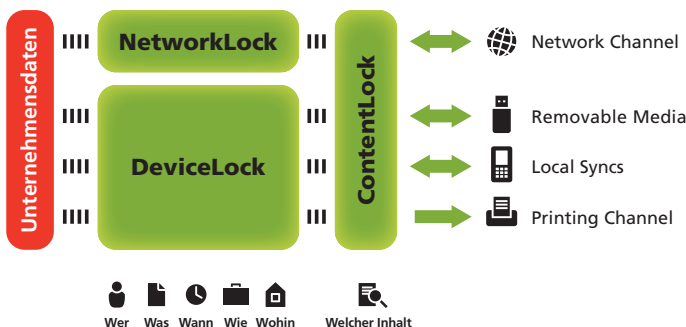 Unternehmensdaten
NetworkLock
DeviceLock
ContentLock
Network Channel
Removable Media
Local Syncs
Printing Channel
Wer Was Wann Wie Wohin Welcher Inhalt